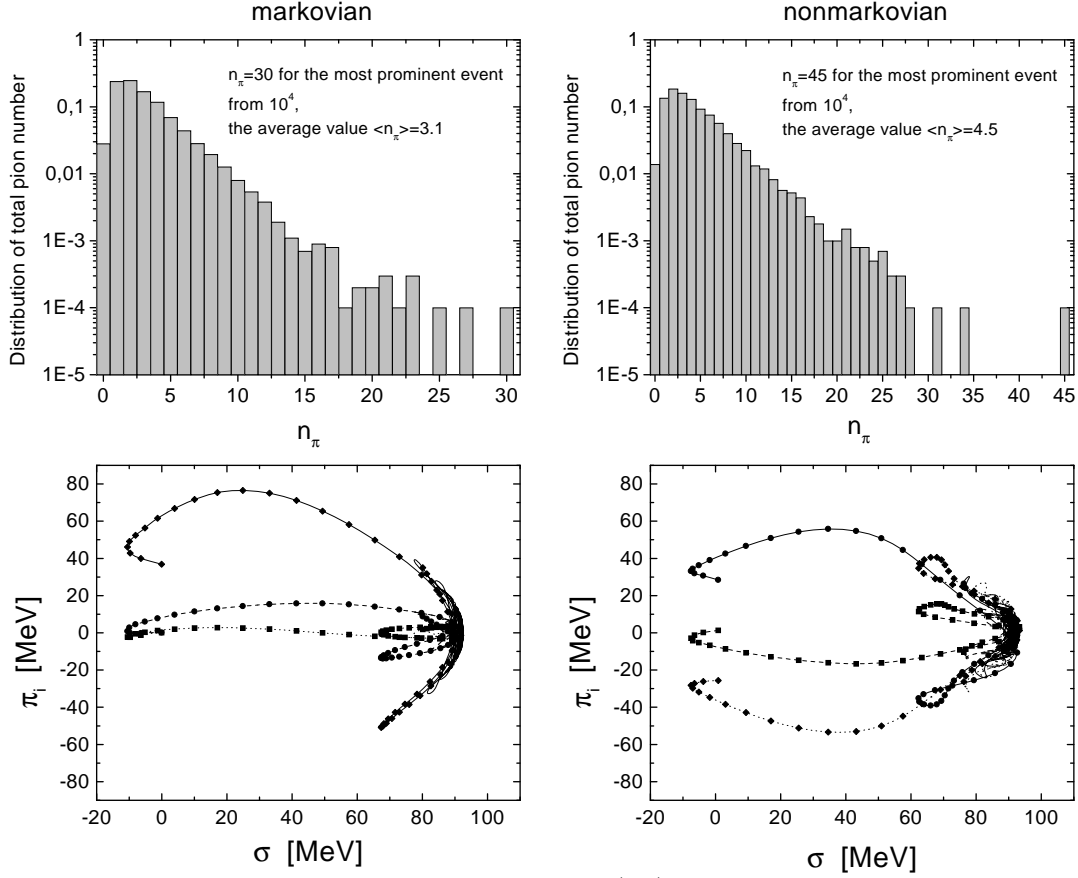 markovian
nonmarkovian
Distribution of total pion number
1
0,1
0,01
1E-3
1E-4
1E-5
n_π=30 for the most prominent event
from 10^4,
the average value <n_π>=3.1
0 5 10 15 20 25 30
n_π
Distribution of total pion number
1
0,1
0,01
1E-3
1E-4
1E-5
n_π=45 for the most prominent event
from 10^4,
the average value <n_π>=4.5
0 5 10 15 20 25 30 35 40 45
n_π
π_i [MeV]
80
60
40
20
0
-20
-40
-60
-80
-20 0 20 40 60 80 100
σ [MeV]
π_i [MeV]
80
60
40
20
0
-20
-40
-60
-80
-20 0 20 40 60 80 100
σ [MeV]